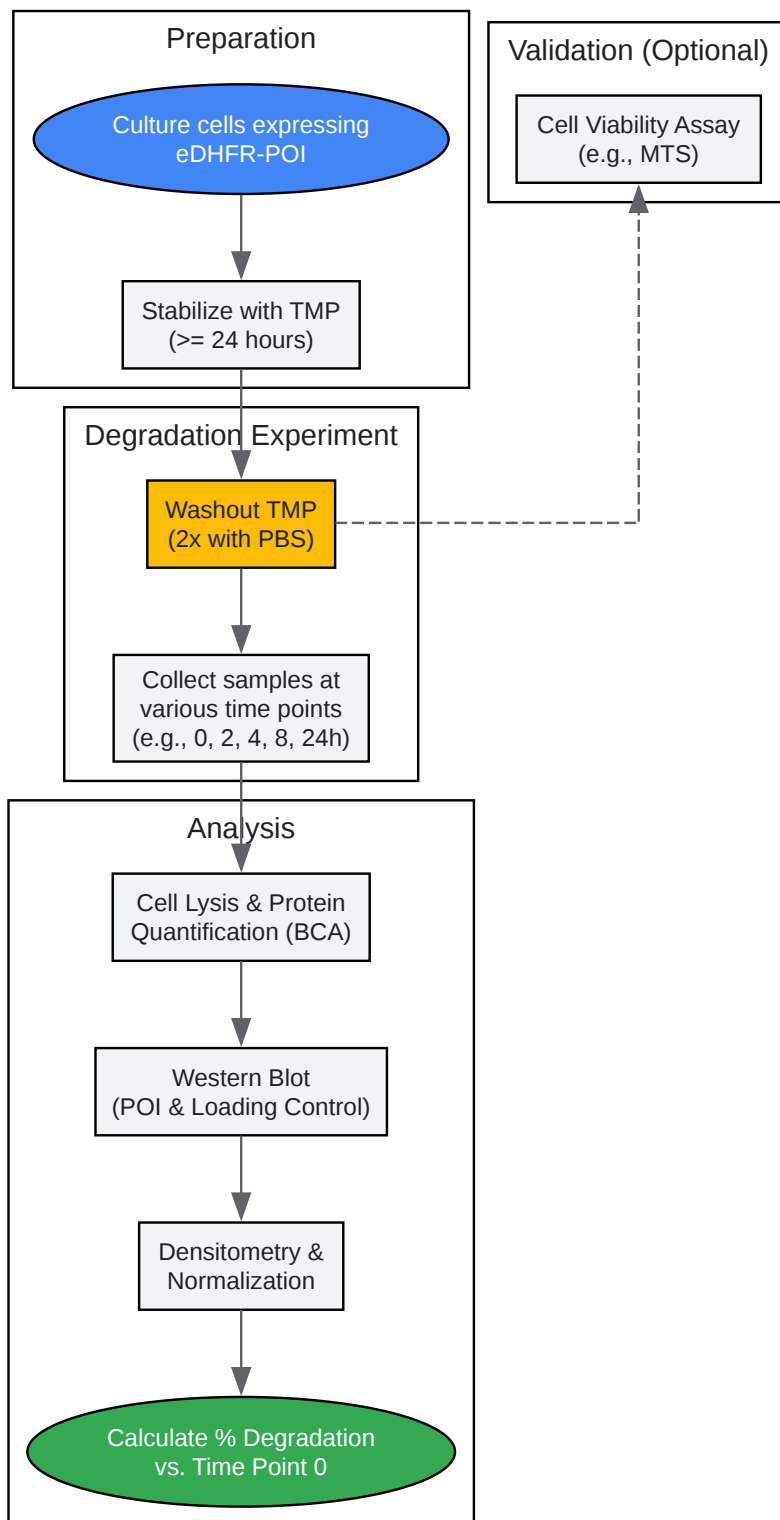 Preparation
Culture cells expressing
eDHFR-POI
Stabilize with TMP
(>= 24 hours)
Validation (Optional)
Cell Viability Assay
(e.g., MTS)
Degradation Experiment
Washout TMP
(2x with PBS)
Collect samples at
various time points
(e.g., 0, 2, 4, 8, 24h)
Analysis
Cell Lysis & Protein
Quantification (BCA)
Western Blot
(POI & Loading Control)
Densitometry &
Normalization
Calculate % Degradation
vs. Time Point 0